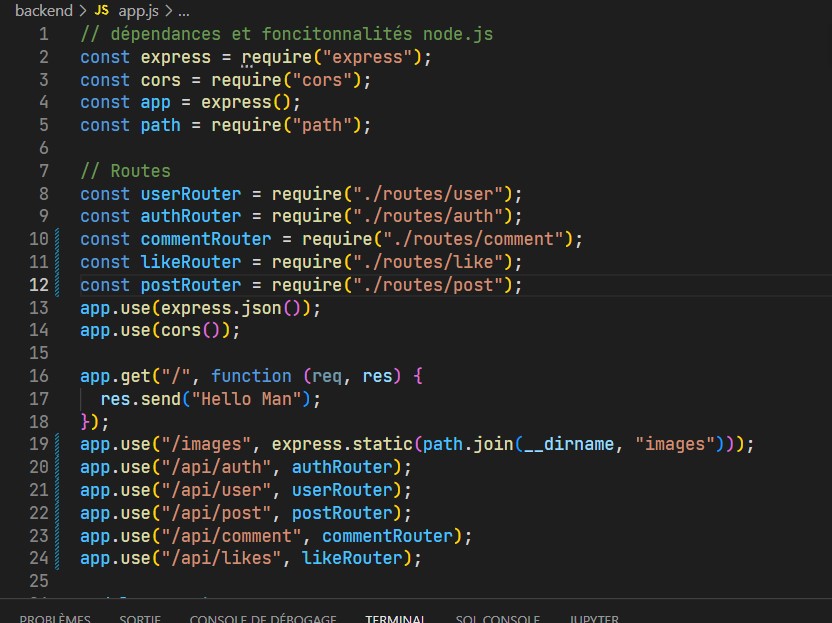 backend > JS app.js > ...
1 // dépendances et foncitonnalités node.js
2 const express = require("express");
3 const cors = require("cors");
4 const app = express();
5 const path = require("path");
6
7 // Routes
8 const userRouter = require("./routes/user");
9 const authRouter = require("./routes/auth");
10 const commentRouter = require("./routes/comment");
11 const likeRouter = require("./routes/like");
12 const postRouter = require("./routes/post");
13 app.use(express.json());
14 app.use(cors());
15
16 app.get("/", function (req, res) {
17 res.send("Hello Man");
18 });
19 app.use("/images", express.static(path.join(__dirname, "images")));
20 app.use("/api/auth", authRouter);
21 app.use("/api/user", userRouter);
22 app.use("/api/post", postRouter);
23 app.use("/api/comment", commentRouter);
24 app.use("/api/likes", likeRouter);
25
PROBLÈMES SORTIE CONSOLE DE DÉBOGAGE TERMINAL SQL CONSOLE JUPYTER